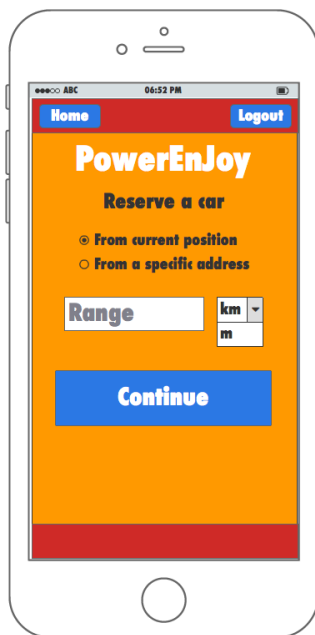 ABC 06:52 PM
Home Logout
PowerEnJoy
Reserve a car
From current position
From a specific address
Range km
m
Continue